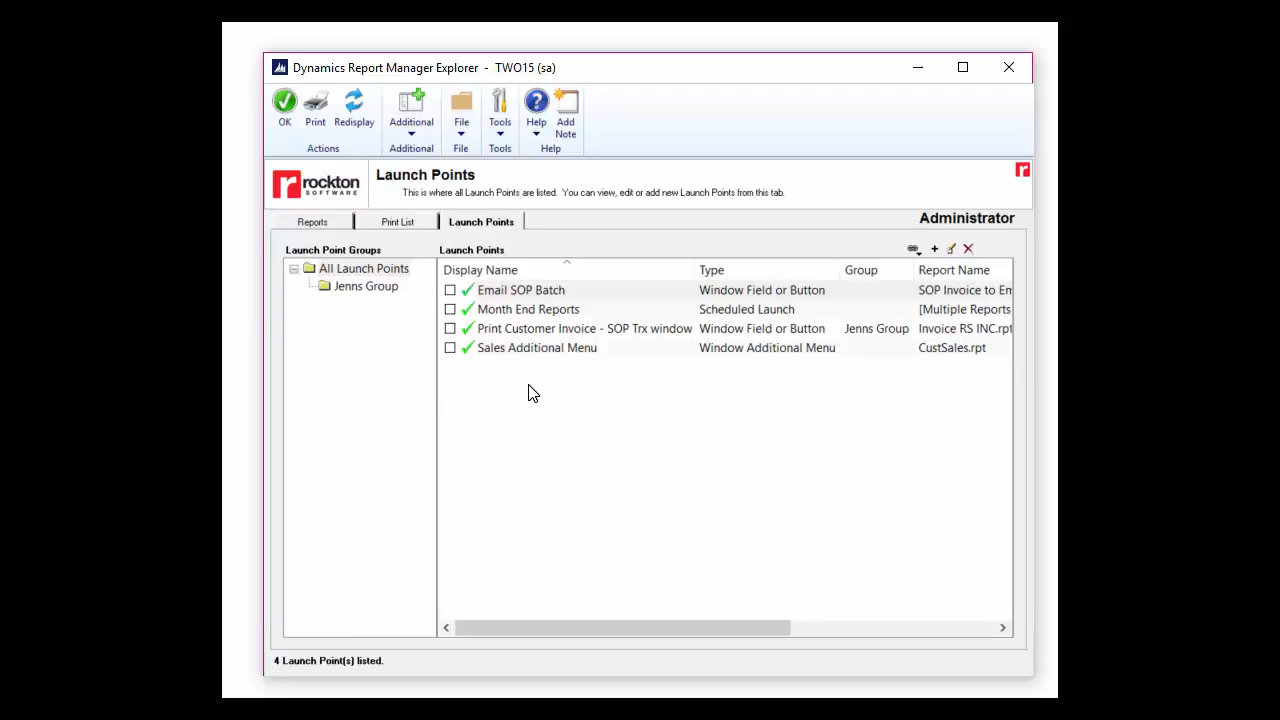 Dynamics Report Manager Explorer - TWO15 (sa)
OK Print Redisplay Additional File Tools Help Add Note
Actions Additional File Tools Help
rockton SOFTWARE
Launch Points
This is where all Launch Points are listed. You can view, edit or add new Launch Points from this tab.
Reports Print List Launch Points Administrator
Launch Point Groups Launch Points
All Launch Points
Jenns Group
Display Name Type Group Report Name
Email SOP Batch Window Field or Button SOP Invoice to Em
Month End Reports Scheduled Launch [Multiple Reports
Print Customer Invoice - SOP Trx window Window Field or Button Jenns Group Invoice RS INC.rpt
Sales Additional Menu Window Additional Menu CustSales.rpt
4 Launch Point(s) listed.